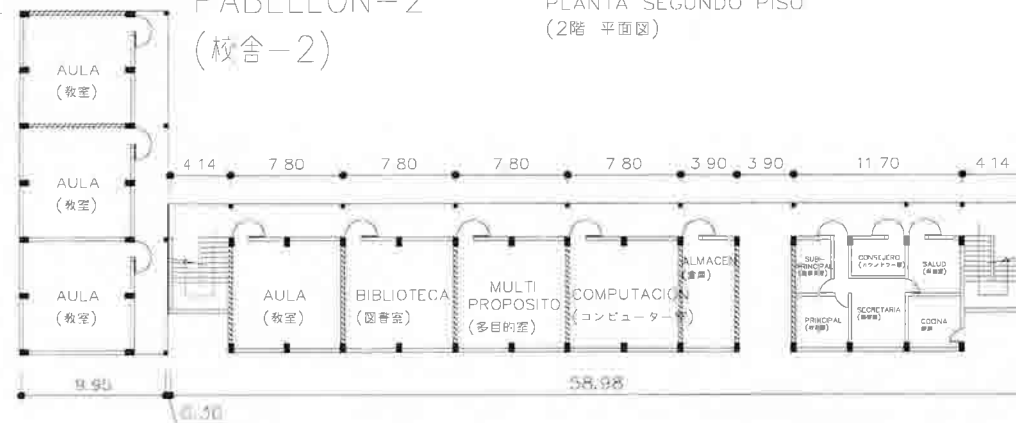 PABELLON-2
(校舎-2)
PLANTA SEGUNDO PISO
(2階 平面図)
AULA
(教室)
AULA
(教室)
AULA
(教室)
4.14
7.80
7.80
7.80
7.80
3.90
3.90
11.70
4.14
AULA
(教室)
BIBLIOTECA
(図書室)
MULTI
PROPOSITO
(多目的室)
COMPUTACION
(コンピューター室)
ALMACEN
(倉庫)
SUB-
PRINCIPAL
CONSEJERO
SALUD
PRINCIPAL
SECRETARIA
COCINA
9.95
58.98